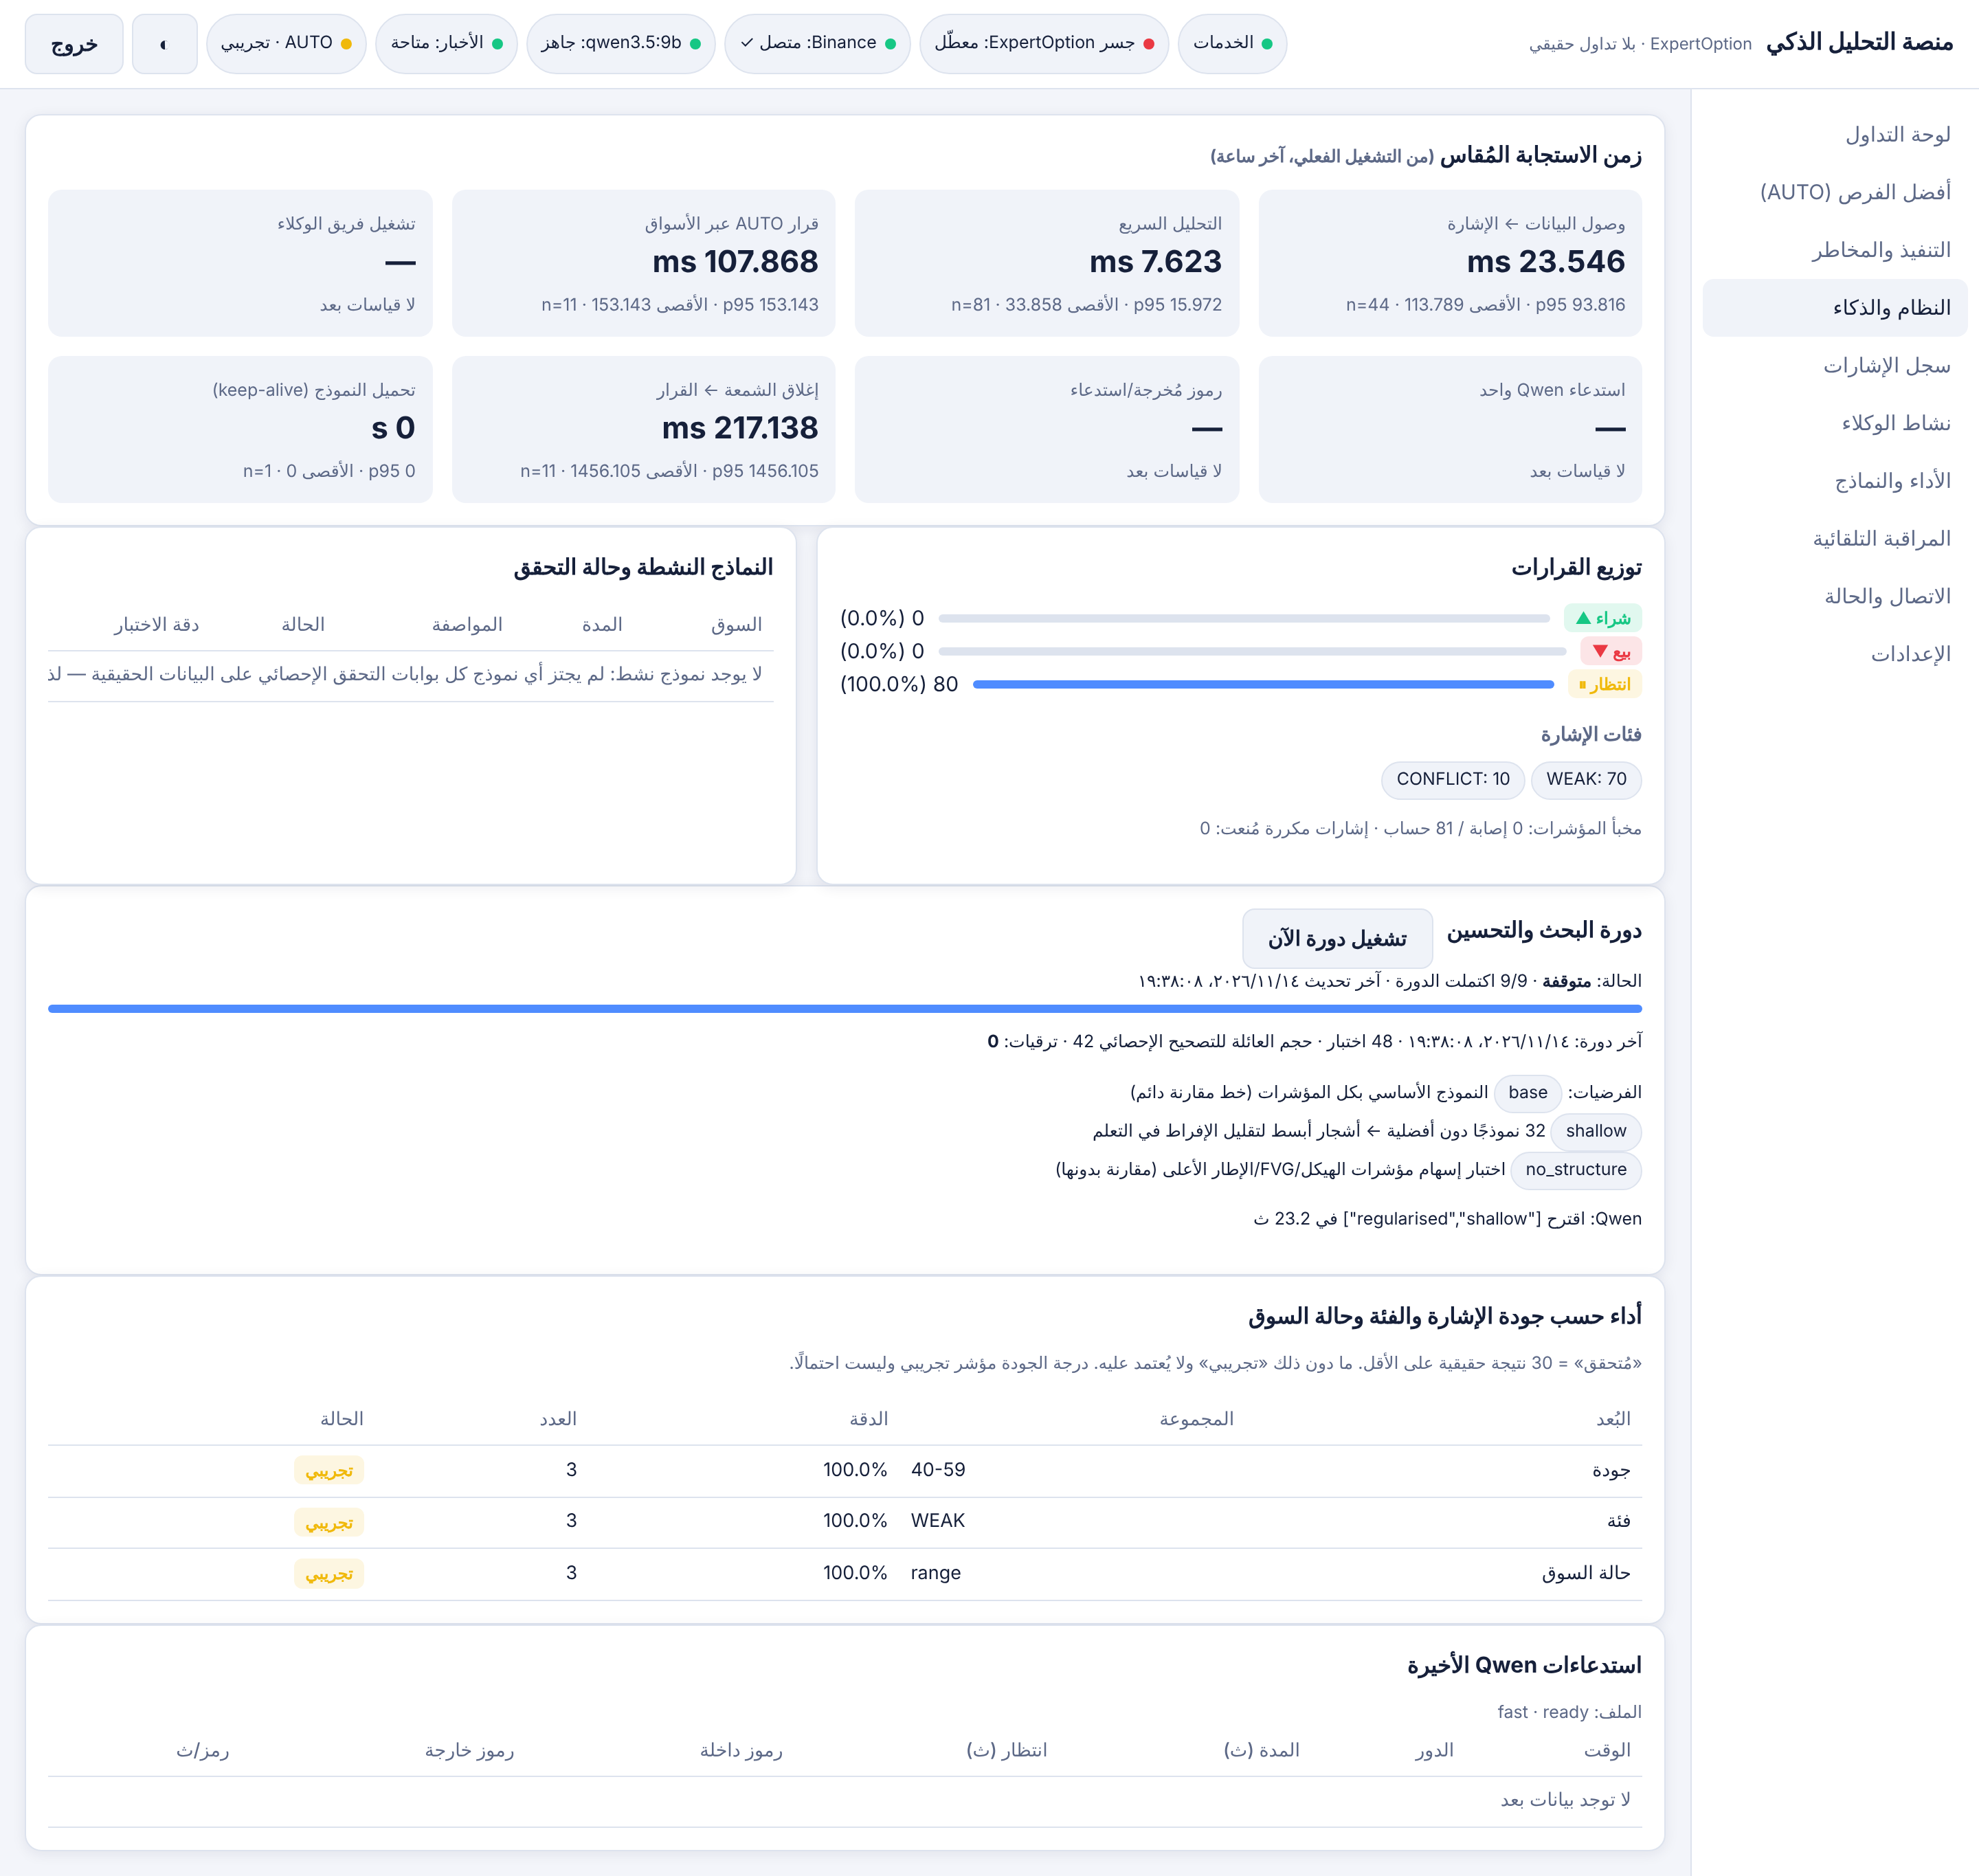 منصة التحليل الذكي ExpertOption · بلا تداول حقيقي
الخدمات
جسر ExpertOption: معطّل
Binance: متصل ✓
qwen3.5:9b: جاهز
الأخبار: متاحة
AUTO · تجريبي
خروج
لوحة التداول
أفضل الفرص (AUTO)
التنفيذ والمخاطر
النظام والذكاء
سجل الإشارات
نشاط الوكلاء
الأداء والنماذج
المراقبة التلقائية
الاتصال والحالة
الإعدادات
زمن الاستجابة المُقاس (من التشغيل الفعلي، آخر ساعة)
وصول البيانات ← الإشارة
23.546 ms
p95 93.816 · الأقصى 113.789 · n=44
التحليل السريع
7.623 ms
p95 15.972 · الأقصى 33.858 · n=81
قرار AUTO عبر الأسواق
107.868 ms
p95 153.143 · الأقصى 153.143 · n=11
تشغيل فريق الوكلاء
—
لا قياسات بعد
استدعاء Qwen واحد
—
لا قياسات بعد
رموز مُخرجة/استدعاء
—
لا قياسات بعد
إغلاق الشمعة ← القرار
217.138 ms
p95 1456.105 · الأقصى 1456.105 · n=11
تحميل النموذج (keep-alive)
0 s
p95 0 · الأقصى 0 · n=1
توزيع القرارات
شراء ▲ 0 (0.0%)
بيع ▼ 0 (0.0%)
انتظار ⏸ 80 (100.0%)
فئات الإشارة
WEAK: 70 CONFLICT: 10
مخبأ المؤشرات: 0 إصابة / 81 حساب · إشارات مكررة مُنعت: 0
النماذج النشطة وحالة التحقق
السوق المدة المواصفة الحالة دقة الاختبار
لا يوجد نموذج نشط: لم يجتز أي نموذج كل بوابات التحقق الإحصائي على البيانات الحقيقية — لذ
دورة البحث والتحسين تشغيل دورة الآن
الحالة: متوقفة · 9/9 اكتملت الدورة · آخر تحديث ١٤‏/١١‏/٢٠٢٦، ١٩:٣٨:٠٨
آخر دورة: ١٤‏/١١‏/٢٠٢٦، ١٩:٣٨:٠٨ · 48 اختبار · حجم العائلة للتصحيح الإحصائي 42 · ترقيات: 0
الفرضيات: base النموذج الأساسي بكل المؤشرات (خط مقارنة دائم)
shallow 32 نموذجًا دون أفضلية ← أشجار أبسط لتقليل الإفراط في التعلم
no_structure اختبار إسهام مؤشرات الهيكل/FVG/الإطار الأعلى (مقارنة بدونها)
Qwen: اقترح ["regularised","shallow"] في 23.2 ث
أداء حسب جودة الإشارة والفئة وحالة السوق
«مُتحقق» = 30 نتيجة حقيقية على الأقل. ما دون ذلك «تجريبي» ولا يُعتمد عليه. درجة الجودة مؤشر تجريبي وليست احتمالًا.
البُعد المجموعة الدقة العدد الحالة
جودة 40-59 100.0% 3 تجريبي
فئة WEAK 100.0% 3 تجريبي
حالة السوق range 100.0% 3 تجريبي
استدعاءات Qwen الأخيرة
الملف: fast · ready
الوقت الدور المدة (ث) انتظار (ث) رموز داخلة رموز خارجة رمز/ث
لا توجد بيانات بعد